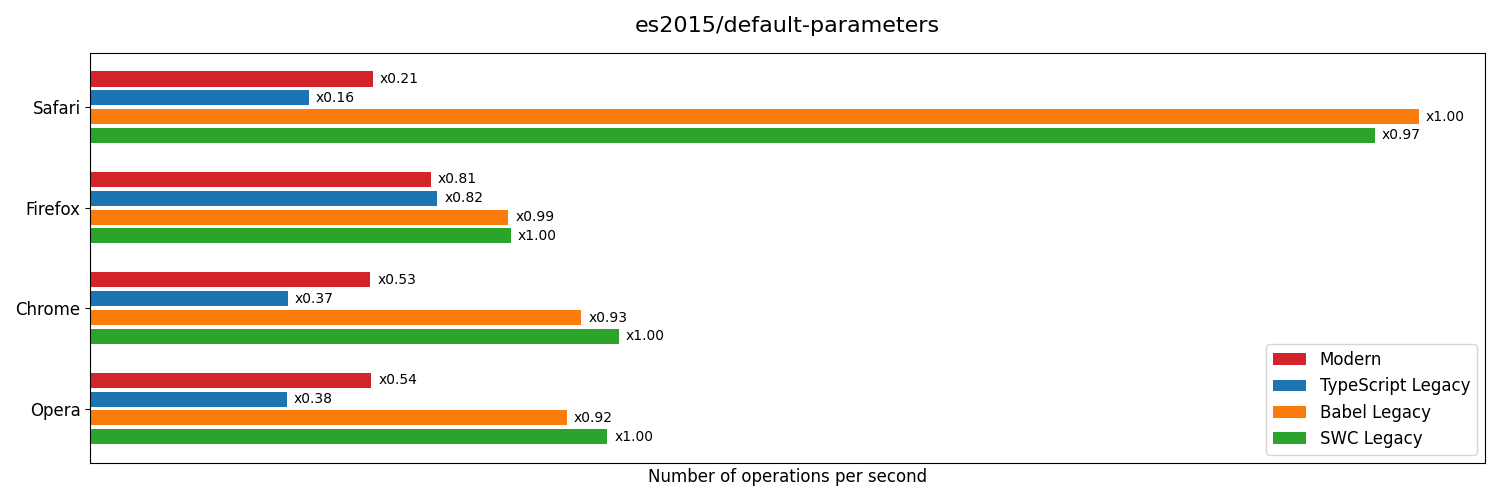 es2015/default-parameters
Safari
x0.21
x0.16
x1.00
x0.97
Firefox
x0.81
x0.82
x0.99
x1.00
Chrome
x0.53
x0.37
x0.93
x1.00
Opera
x0.54
x0.38
x0.92
x1.00
Modern
TypeScript Legacy
Babel Legacy
SWC Legacy
Number of operations per second